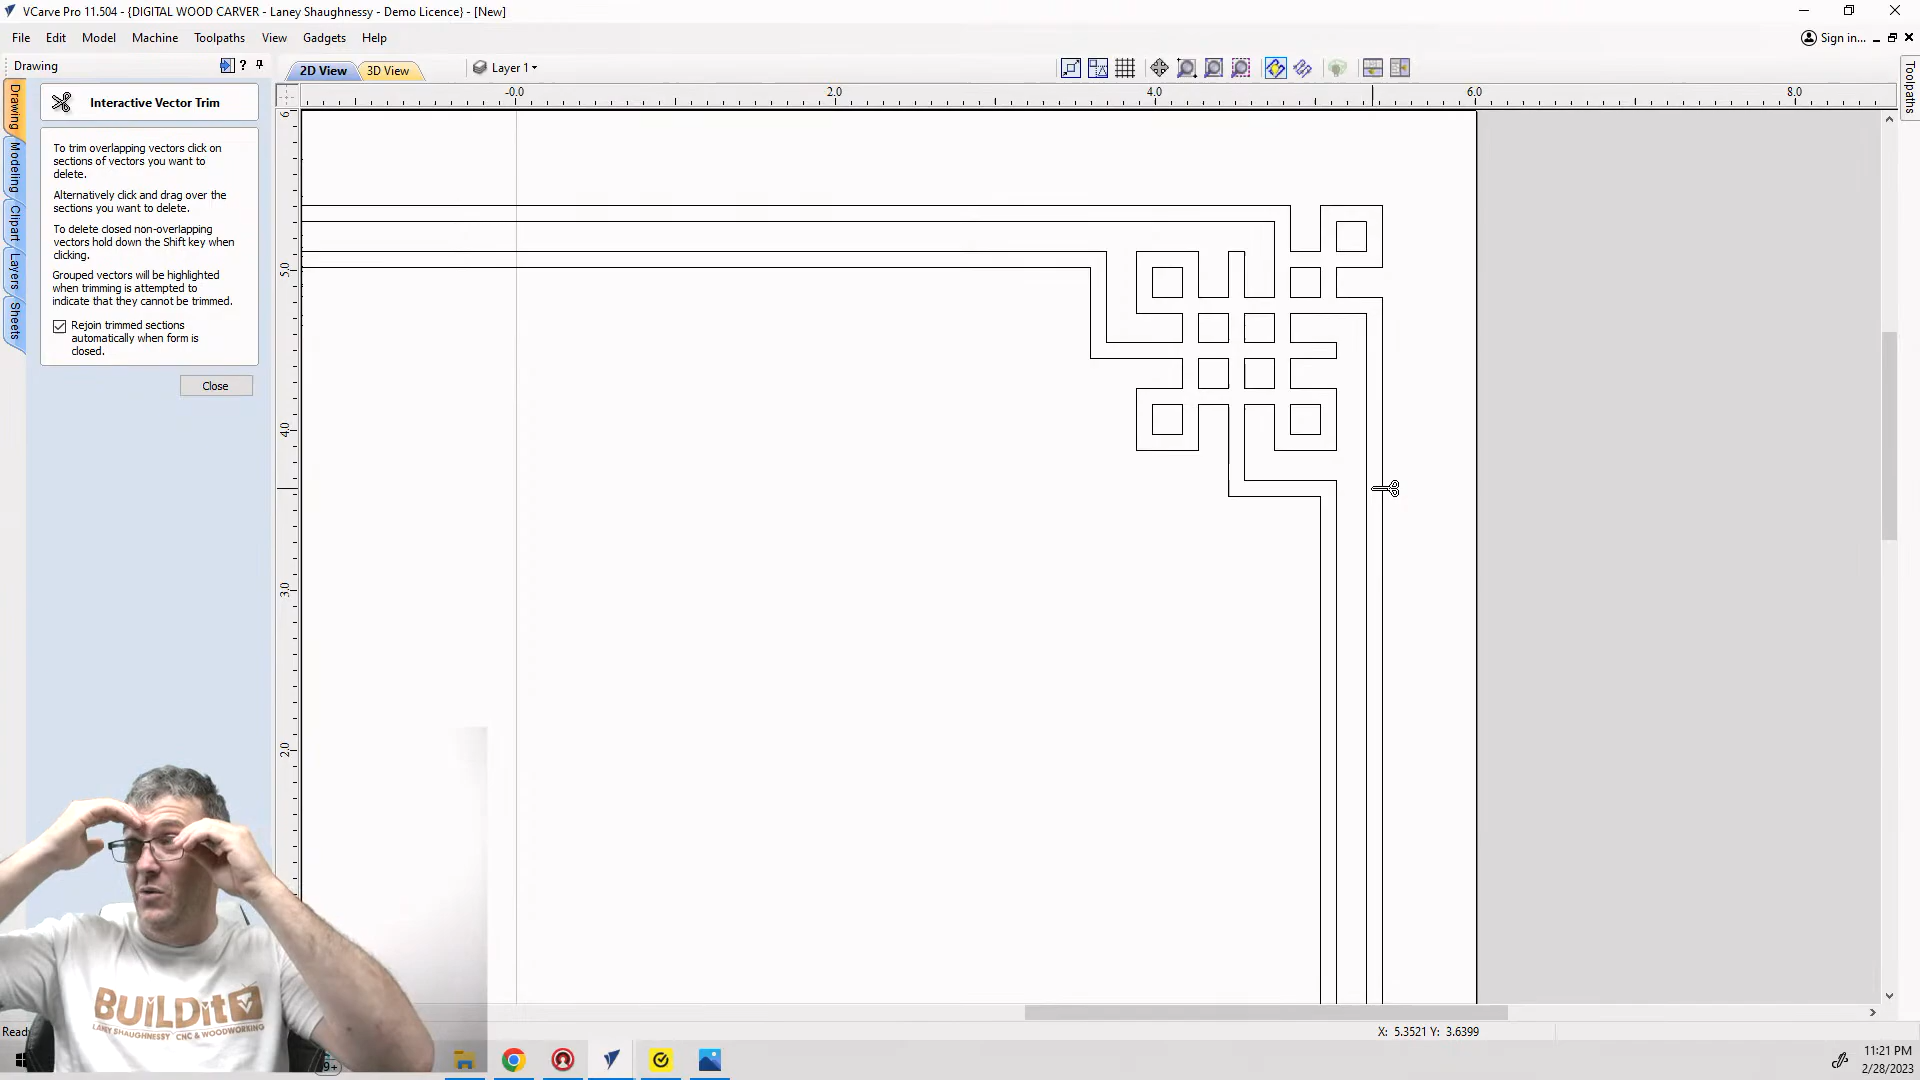 VCarve Pro 11.504 - {DIGITAL WOOD CARVER - Laney Shaughnessy - Demo Licence} - [New]
File Edit Model Machine Toolpaths View Gadgets Help
Sign in...
Drawing
?
2D View
3D View
Layer 1
Toolpaths
Drawing
Modeling
Clipart
Layers
Sheets
Interactive Vector Trim
To trim overlapping vectors click on
sections of vectors you want to
delete.
Alternatively click and drag over the
sections you want to delete.
To delete closed non-overlapping
vectors hold down the Shift key when
clicking.
Grouped vectors will be highlighted
when trimming is attempted to
indicate that they cannot be trimmed.
Rejoin trimmed sections
automatically when form is
closed.
Close
-0.0 2.0 4.0 6.0 8.0
6
5.0
4.0
3.0
2.0
BUiLDit
LANEY SHAUGHNESSY CNC & WOODWORKING
Ready
X: 5.3521 Y: 3.6399
9+
11:21 PM
2/28/2023